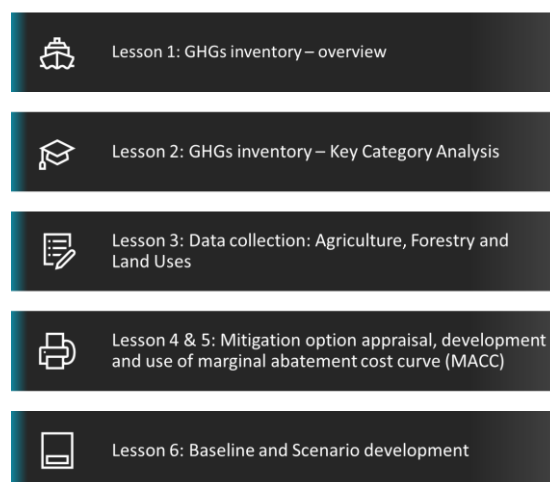 Lesson 1: GHGs inventory – overview
Lesson 2: GHGs inventory – Key Category Analysis
Lesson 3: Data collection: Agriculture, Forestry and
Land Uses
Lesson 4 & 5: Mitigation option appraisal, development
and use of marginal abatement cost curve (MACC)
Lesson 6: Baseline and Scenario development